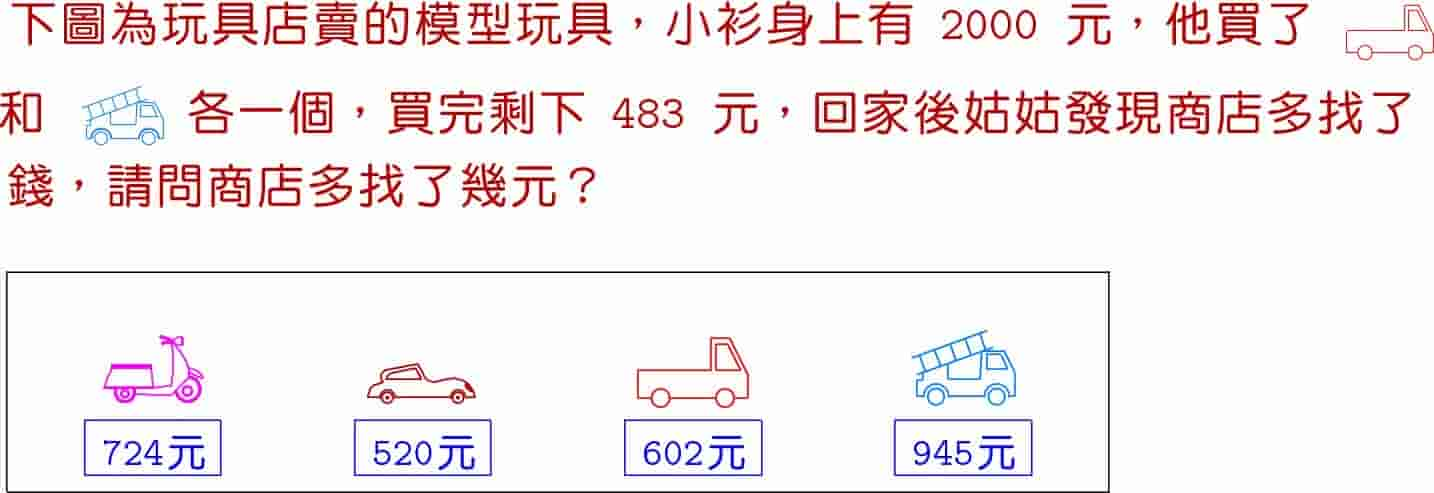 下圖為玩具店賣的模型玩具，小衫身上有 2000 元，他買了
和 各一個，買完剩下 483 元，回家後姑姑發現商店多找了
錢，請問商店多找了幾元？
724元 520元 602元 945元